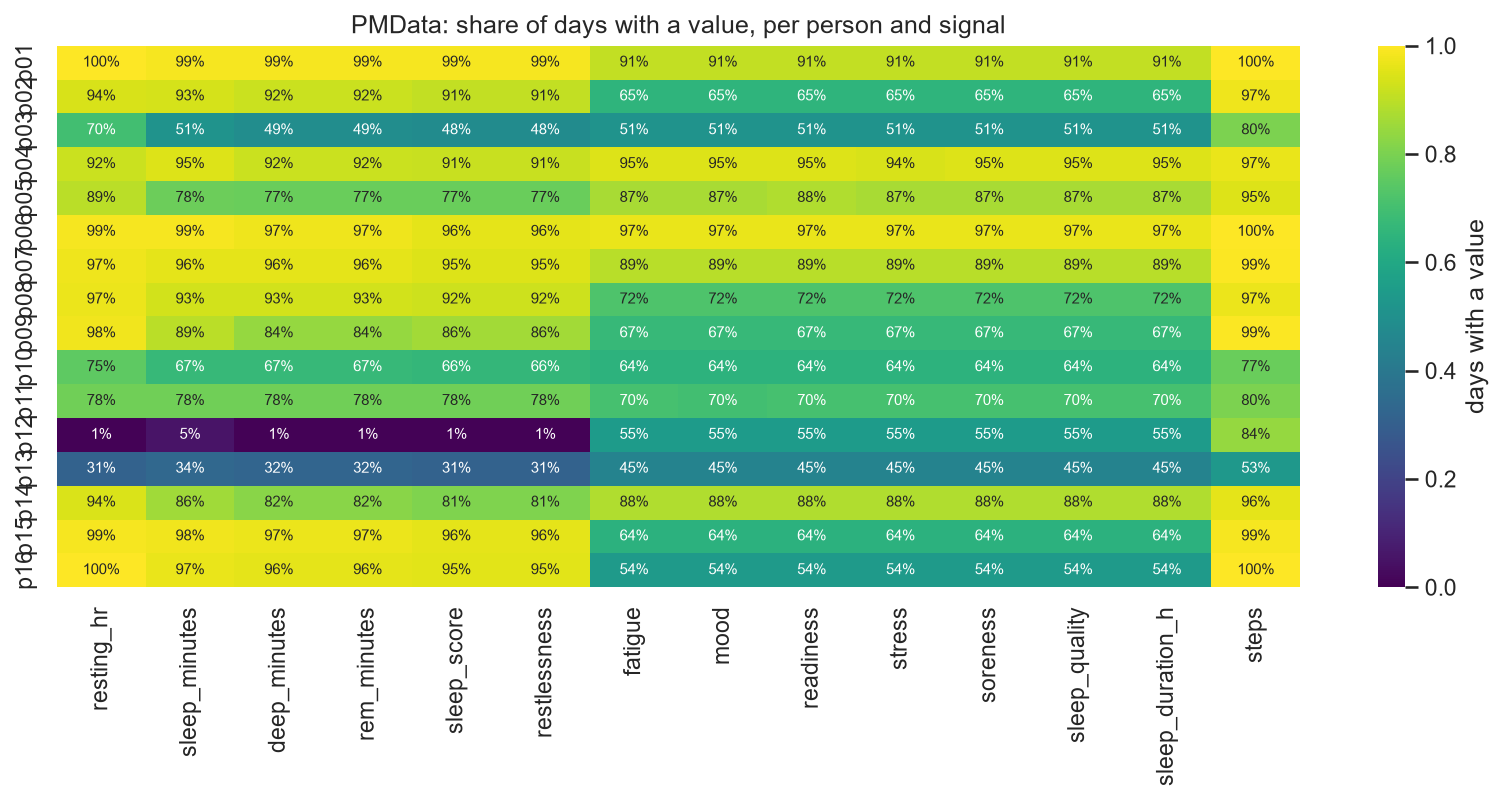 PMData: share of days with a value, per person and signal
p01 100% 99% 99% 99% 99% 99% 91% 91% 91% 91% 91% 91% 91% 100%
p02 94% 93% 92% 92% 91% 91% 65% 65% 65% 65% 65% 65% 65% 97%
p03 70% 51% 49% 49% 48% 48% 51% 51% 51% 51% 51% 51% 51% 80%
p04 92% 95% 92% 92% 91% 91% 95% 95% 95% 94% 95% 95% 95% 97%
p05 89% 78% 77% 77% 77% 77% 87% 87% 88% 87% 87% 87% 87% 95%
p06 99% 99% 97% 97% 96% 96% 97% 97% 97% 97% 97% 97% 97% 100%
p07 97% 96% 96% 96% 95% 95% 89% 89% 89% 89% 89% 89% 89% 99%
p08 97% 93% 93% 93% 92% 92% 72% 72% 72% 72% 72% 72% 72% 97%
p09 98% 89% 84% 84% 86% 86% 67% 67% 67% 67% 67% 67% 67% 99%
p10 75% 67% 67% 67% 66% 66% 64% 64% 64% 64% 64% 64% 64% 77%
p11 78% 78% 78% 78% 78% 78% 70% 70% 70% 70% 70% 70% 70% 80%
p12 1% 5% 1% 1% 1% 1% 55% 55% 55% 55% 55% 55% 55% 84%
p13 31% 34% 32% 32% 31% 31% 45% 45% 45% 45% 45% 45% 45% 53%
p14 94% 86% 82% 82% 81% 81% 88% 88% 88% 88% 88% 88% 88% 96%
p15 99% 98% 97% 97% 96% 96% 64% 64% 64% 64% 64% 64% 64% 99%
p16 100% 97% 96% 96% 95% 95% 54% 54% 54% 54% 54% 54% 54% 100%
resting_hr
sleep_minutes
deep_minutes
rem_minutes
sleep_score
restlessness
fatigue
mood
readiness
stress
soreness
sleep_quality
sleep_duration_h
steps
1.0
0.8
0.6
0.4
0.2
0.0
days with a value